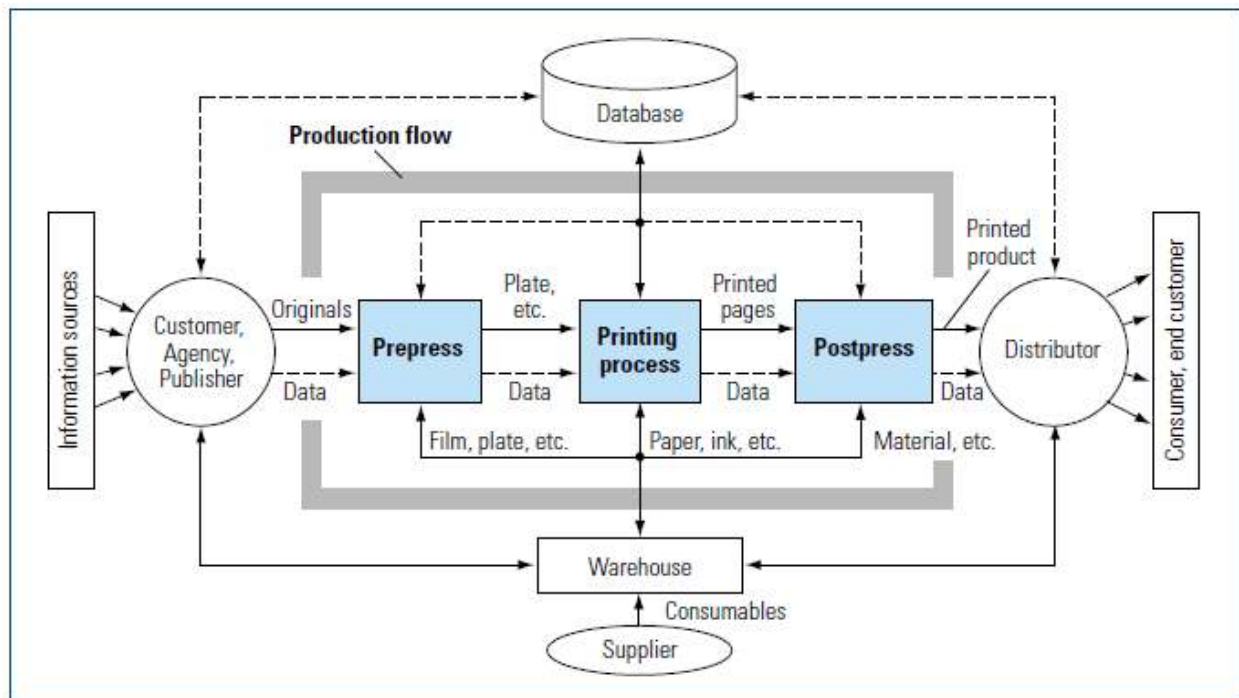 Database
Production flow
Information sources
Customer,
Agency,
Publisher
Originals
Data
Prepress
Plate,
etc.
Data
Printing
process
Printed
pages
Data
Postpress
Printed
product
Data
Distributor
Consumer, end customer
Film, plate, etc.
Paper, ink, etc.
Material, etc.
Warehouse
Consumables
Supplier